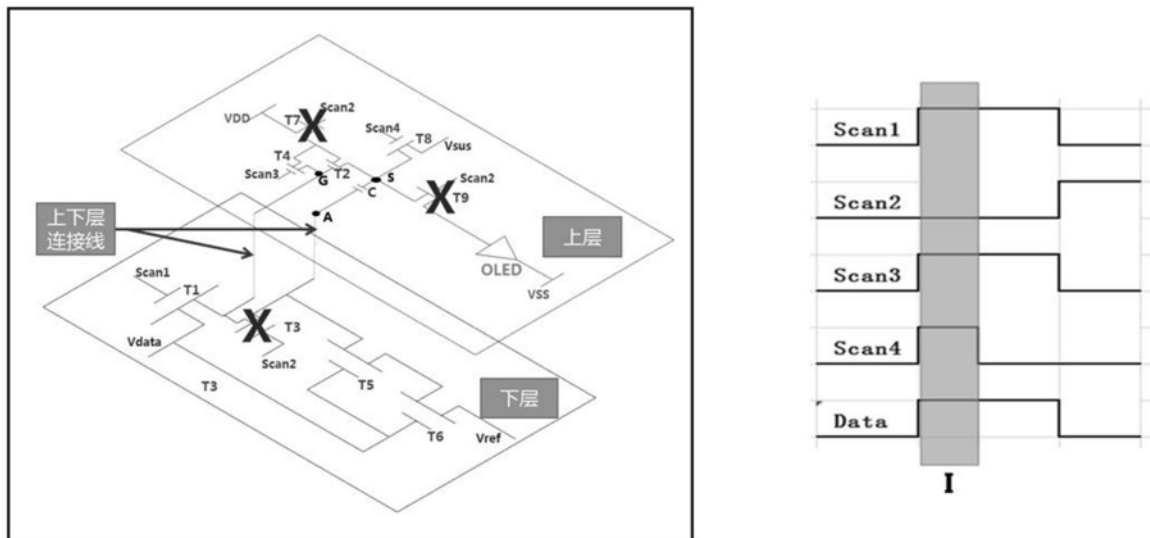 Scan2
VDD
T7
Scan4
T8
Vsus
T4
Scan3
T2
G
S
C
Scan2
T9
A
上下层
连接线
上层
OLED
VSS
Scan1
T1
T3
Vdata
Scan2
T3
T5
下层
T6
Vref
Scan1
Scan2
Scan3
Scan4
Data
I